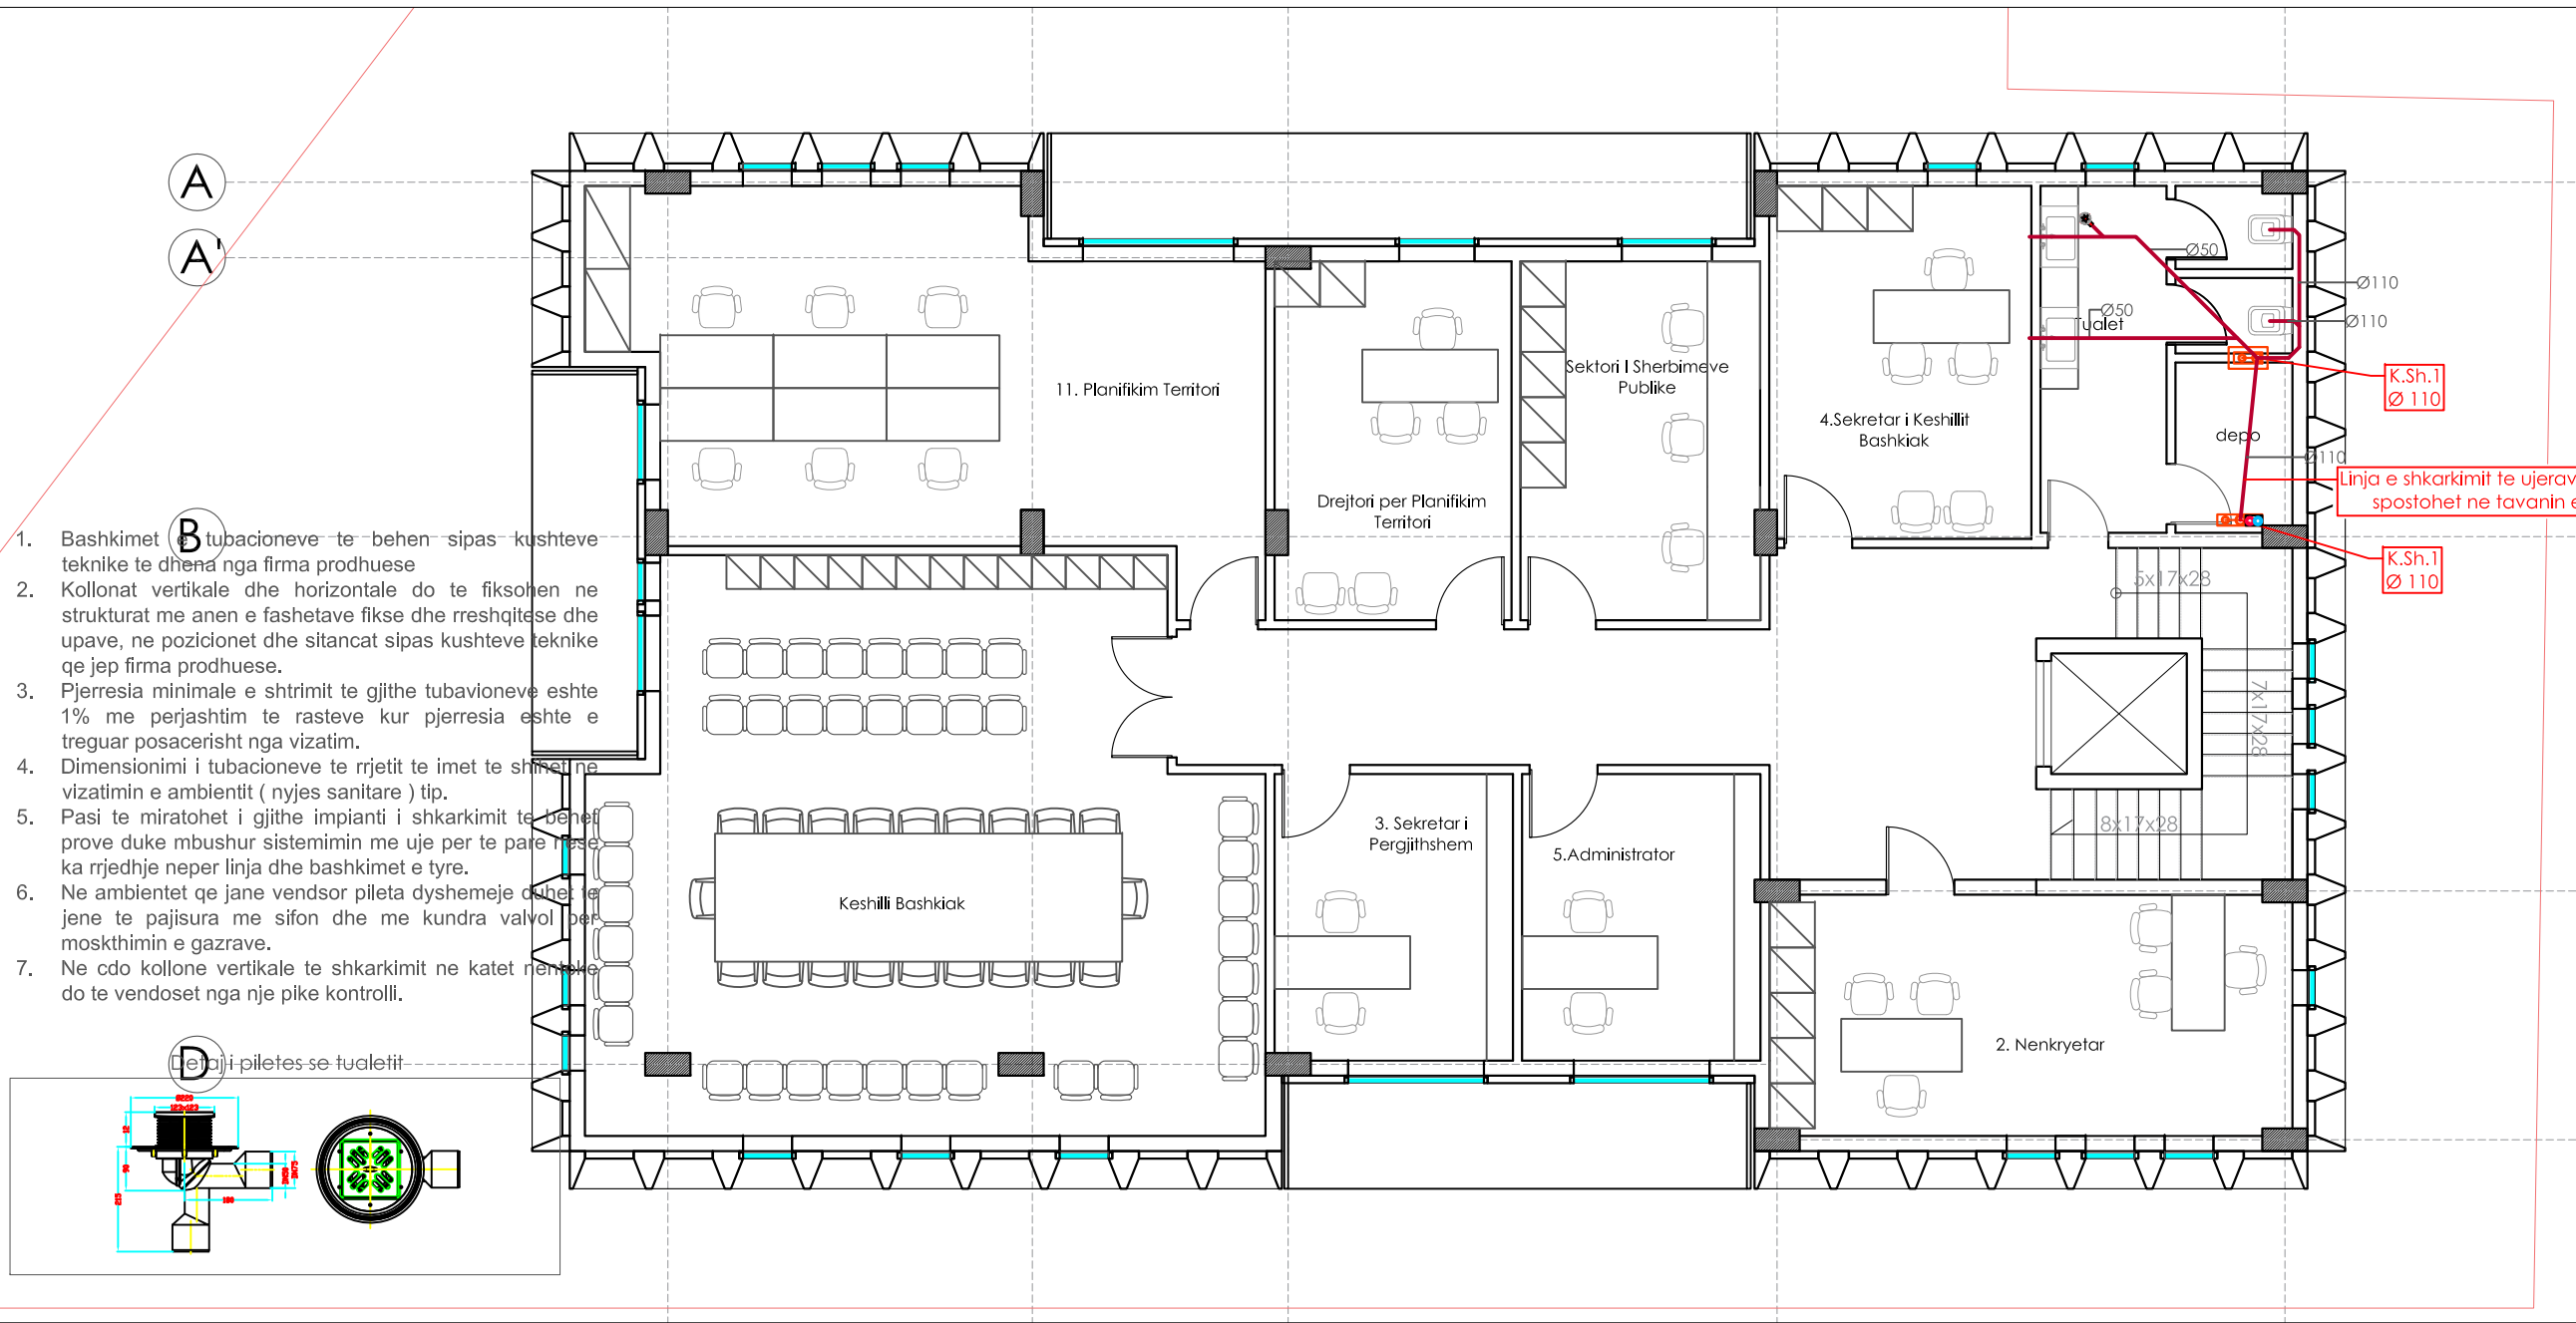 A
A'
B
D
1. Bashkimet e tubacioneve te behen sipas kushteve
teknike te dhena nga firma prodhuese
2. Kollonat vertikale dhe horizontale do te fiksohen ne
strukturat me anen e fashetave fikse dhe rreshqitese dhe
upave, ne pozicionet dhe sitancat sipas kushteve teknike
qe jep firma prodhuese.
3. Pjerresia minimale e shtrimit te gjithe tubavioneve eshte
1% me perjashtim te rasteve kur pjerresia eshte e
treguar posacerisht nga vizatim.
4. Dimensionimi i tubacioneve te rrjetit te imet te shihet ne
vizatimin e ambientit ( nyjes sanitare ) tip.
5. Pasi te miratohet i gjithe impianti i shkarkimit te behet
prove duke mbushur sistemimin me uje per te pare nese
ka rrjedhje neper linja dhe bashkimet e tyre.
6. Ne ambientet qe jane vendsor pileta dyshemeje duhet te
jene te pajisura me sifon dhe me kundra valvol per
moskthimin e gazrave.
7. Ne cdo kollone vertikale te shkarkimit ne katet nentoke
do te vendoset nga nje pike kontrolli.
Detaj i piletes se tualetit
Ø220
123x123
12
90
215
160
DN50
DN75
11. Planifikim Territori
Drejtori per Planifikim
Territori
Sektori I Sherbimeve
Publike
4.Sekretar i Keshillit
Bashkiak
Tualet
depo
Ø50
Ø50
Ø110
Ø110
Ø110
K.Sh.1
Ø 110
Linja e shkarkimit te ujerav
spostohet ne tavanin e
K.Sh.1
Ø 110
5x17x28
7x17x28
8x17x28
Keshilli Bashkiak
3. Sekretar i
Pergjithshem
5.Administrator
2. Nenkryetar